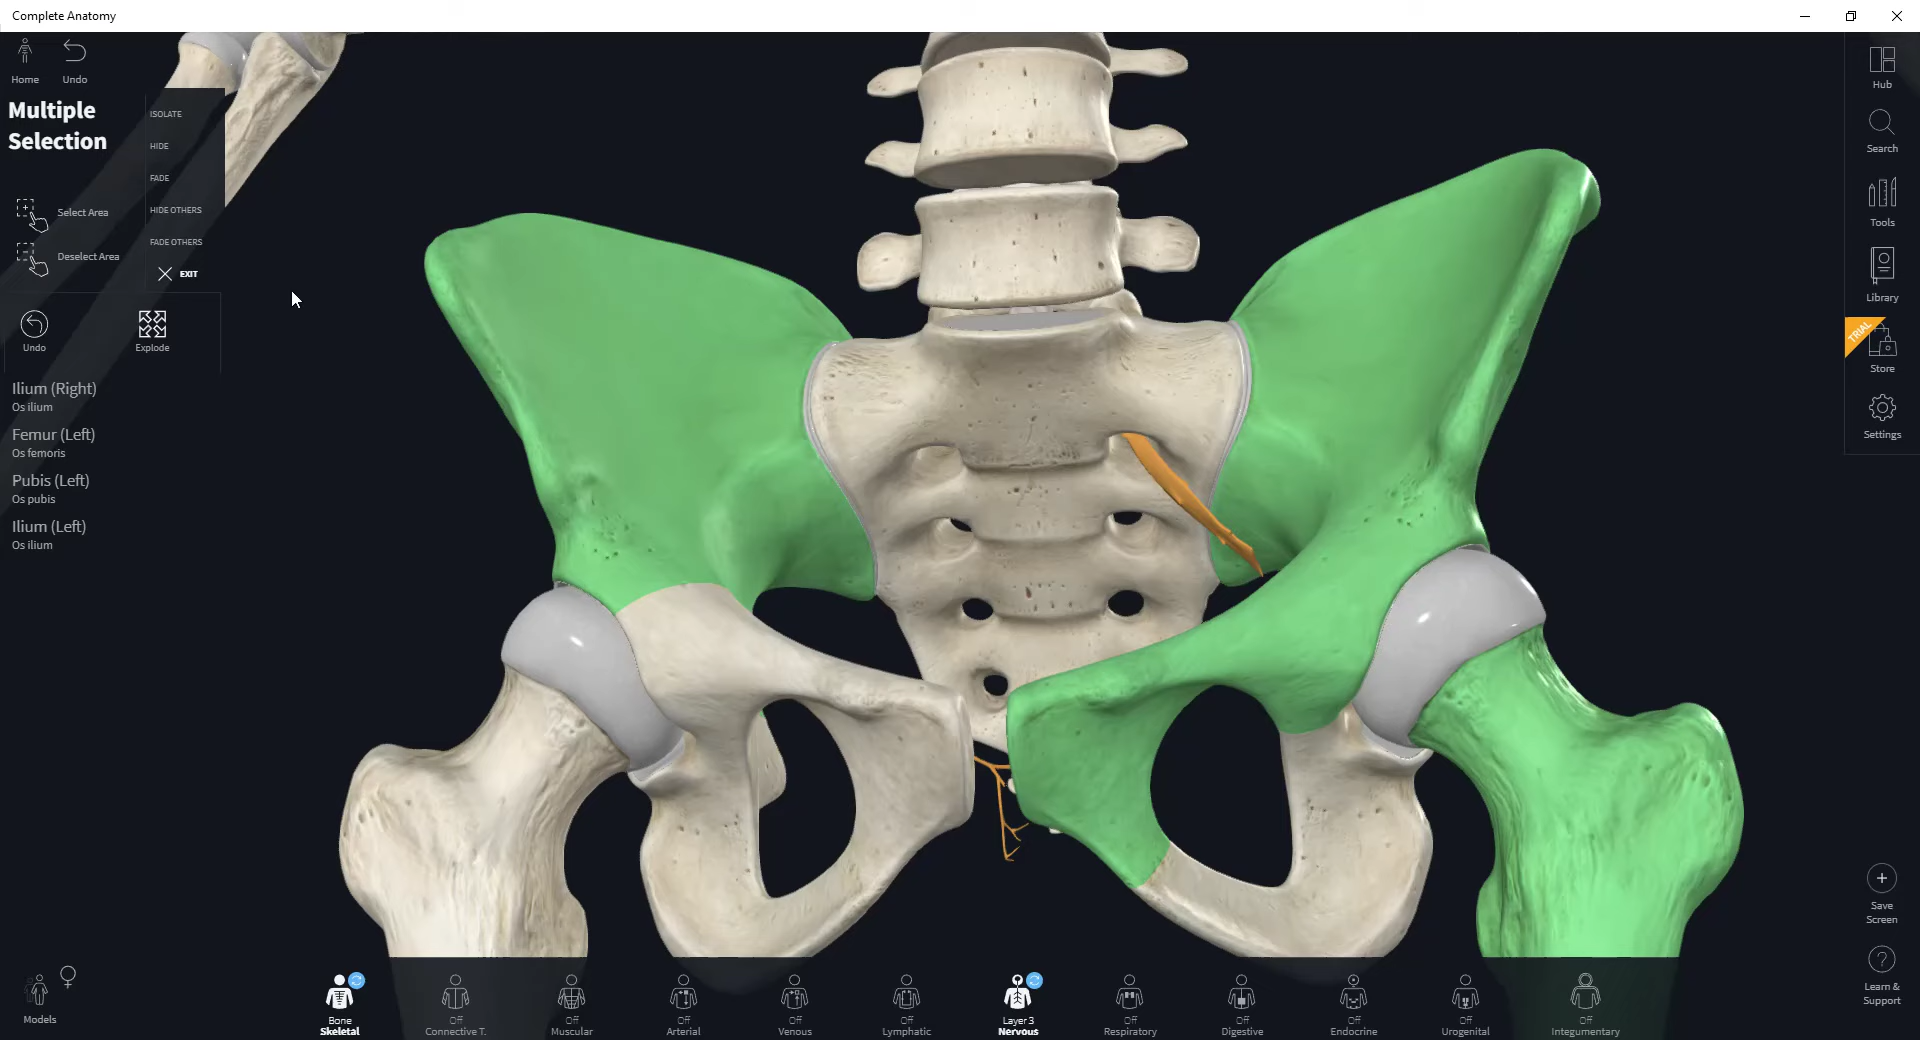 Complete Anatomy
Home
Undo
Multiple
Selection
ISOLATE
HIDE
FADE
HIDE OTHERS
FADE OTHERS
EXIT
Select Area
Deselect Area
Undo
Explode
Ilium (Right)
Os ilium
Femur (Left)
Os femoris
Pubis (Left)
Os pubis
Ilium (Left)
Os ilium
Hub
Search
Tools
Library
TRIAL
Store
Settings
Save
Screen
Learn &
Support
Models
Bone
Skeletal
Off
Connective T.
Off
Muscular
Off
Arterial
Off
Venous
Off
Lymphatic
Layer 3
Nervous
Off
Respiratory
Off
Digestive
Off
Endocrine
Off
Urogenital
Off
Integumentary